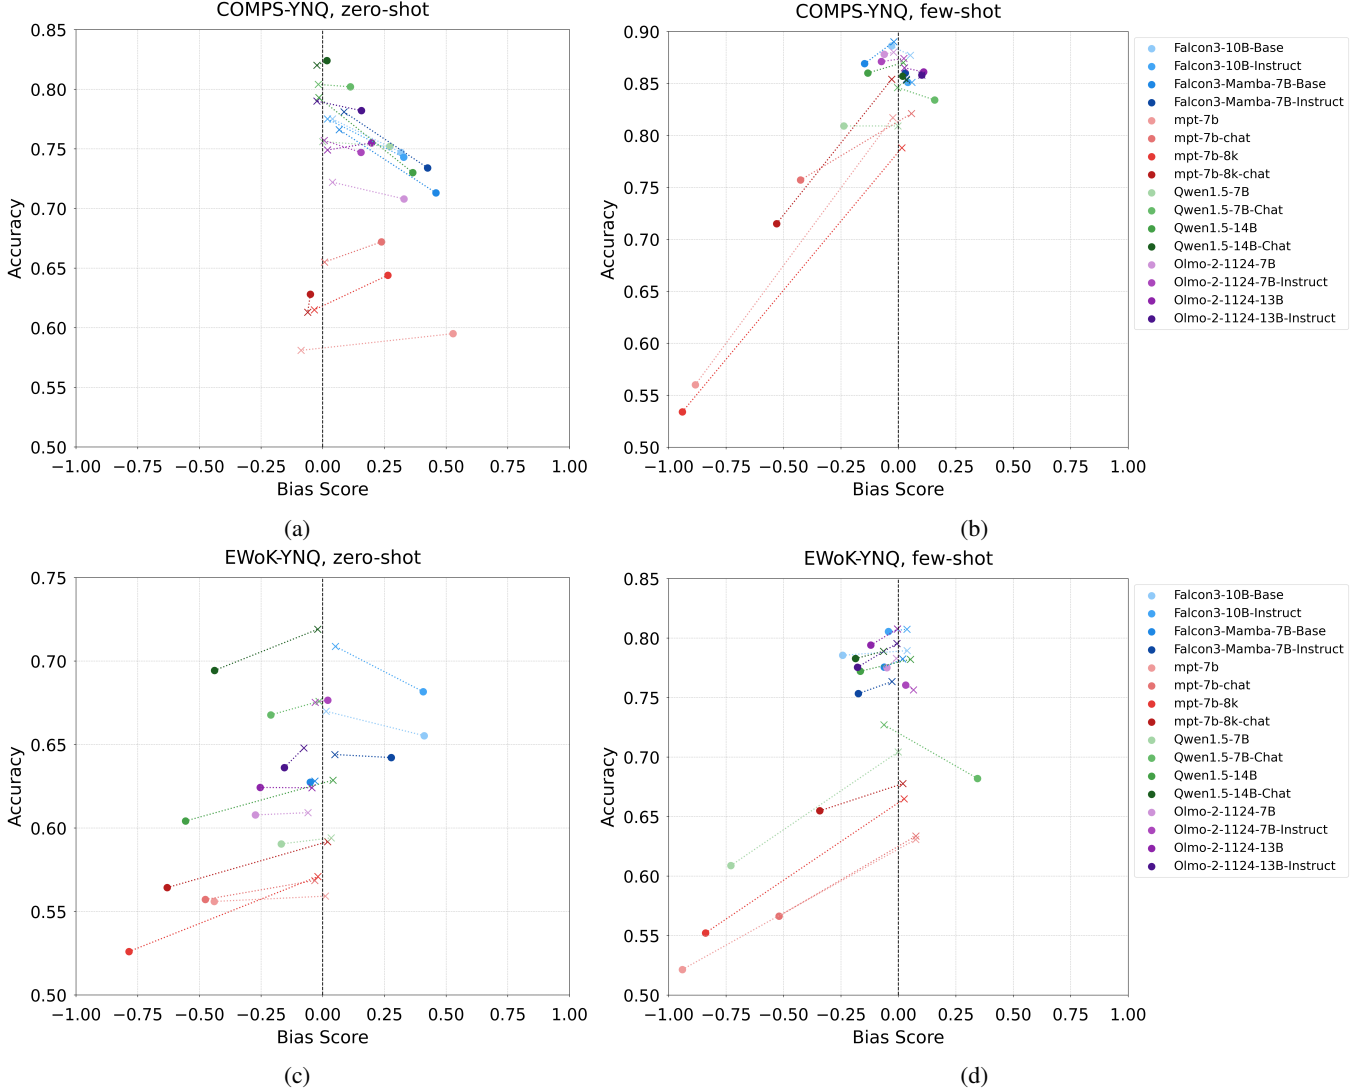 COMPS-YNQ, zero-shot
0.85
0.80
0.75
0.70
0.65
0.60
0.55
0.50
Accuracy
−1.00 −0.75 −0.50 −0.25 0.00 0.25 0.50 0.75 1.00
Bias Score
(a)
COMPS-YNQ, few-shot
0.90
0.85
0.80
0.75
0.70
0.65
0.60
0.55
0.50
Accuracy
−1.00 −0.75 −0.50 −0.25 0.00 0.25 0.50 0.75 1.00
Bias Score
(b)
Falcon3-10B-Base
Falcon3-10B-Instruct
Falcon3-Mamba-7B-Base
Falcon3-Mamba-7B-Instruct
mpt-7b
mpt-7b-chat
mpt-7b-8k
mpt-7b-8k-chat
Qwen1.5-7B
Qwen1.5-7B-Chat
Qwen1.5-14B
Qwen1.5-14B-Chat
Olmo-2-1124-7B
Olmo-2-1124-7B-Instruct
Olmo-2-1124-13B
Olmo-2-1124-13B-Instruct
EWoK-YNQ, zero-shot
0.75
0.70
0.65
0.60
0.55
0.50
Accuracy
−1.00 −0.75 −0.50 −0.25 0.00 0.25 0.50 0.75 1.00
Bias Score
(c)
EWoK-YNQ, few-shot
0.85
0.80
0.75
0.70
0.65
0.60
0.55
0.50
Accuracy
−1.00 −0.75 −0.50 −0.25 0.00 0.25 0.50 0.75 1.00
Bias Score
(d)
Falcon3-10B-Base
Falcon3-10B-Instruct
Falcon3-Mamba-7B-Base
Falcon3-Mamba-7B-Instruct
mpt-7b
mpt-7b-chat
mpt-7b-8k
mpt-7b-8k-chat
Qwen1.5-7B
Qwen1.5-7B-Chat
Qwen1.5-14B
Qwen1.5-14B-Chat
Olmo-2-1124-7B
Olmo-2-1124-7B-Instruct
Olmo-2-1124-13B
Olmo-2-1124-13B-Instruct